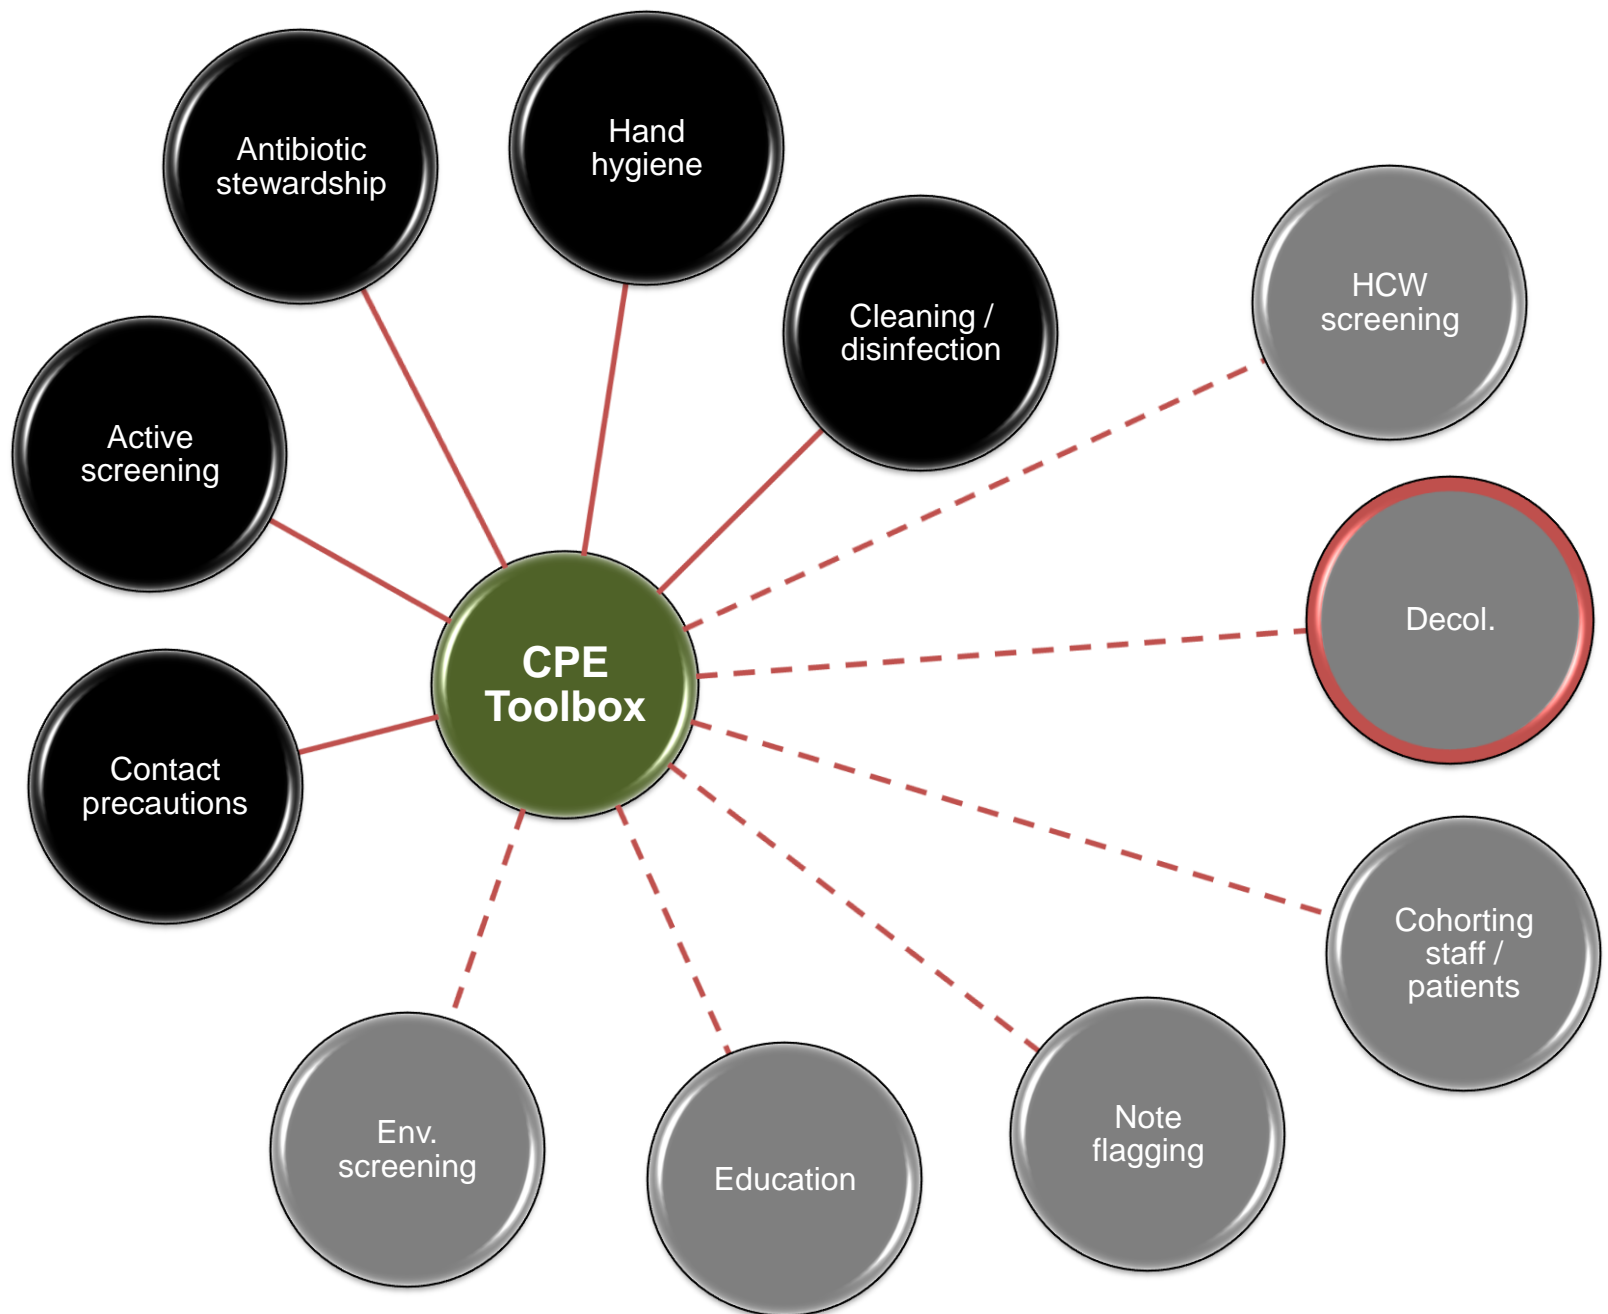 Antibiotic
stewardship
Hand
hygiene
Cleaning /
disinfection
HCW
screening
Active
screening
Decol.
CPE
Toolbox
Contact
precautions
Cohorting
staff /
patients
Env.
screening
Education
Note
flagging